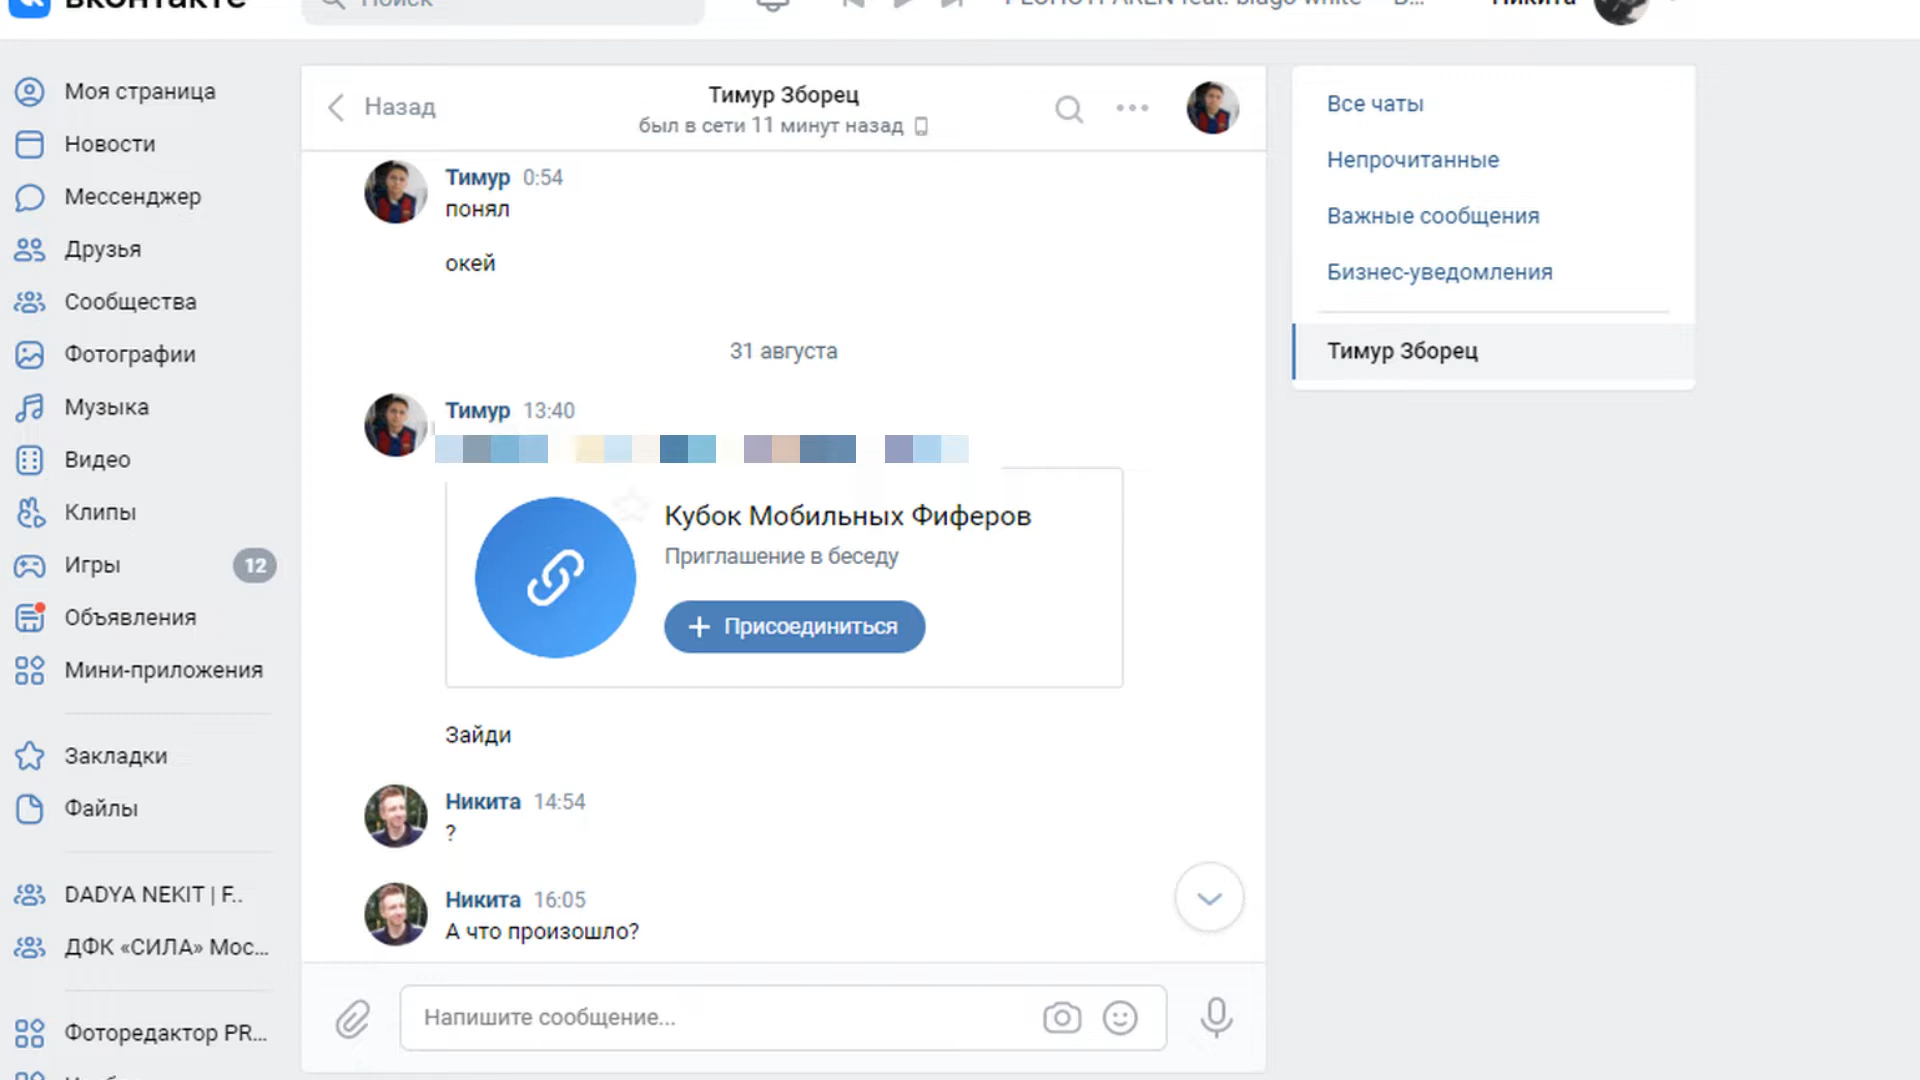 вконтакте
Поиск
Никита
Моя страница
Новости
Мессенджер
Друзья
Сообщества
Фотографии
Музыка
Видео
Клипы
Игры
12
Объявления
Мини-приложения
Закладки
Файлы
DADYA NEKIT | F..
ДФК «СИЛА» Мос...
Фоторедактор PR...
Назад
Тимур Зборец
был в сети 11 минут назад
Тимур 0:54
понял
окей
31 августа
Тимур 13:40
Кубок Мобильных Фиферов
Приглашение в беседу
Присоединиться
Зайди
Никита 14:54
?
Никита 16:05
А что произошло?
Напишите сообщение...
Все чаты
Непрочитанные
Важные сообщения
Бизнес-уведомления
Тимур Зборец